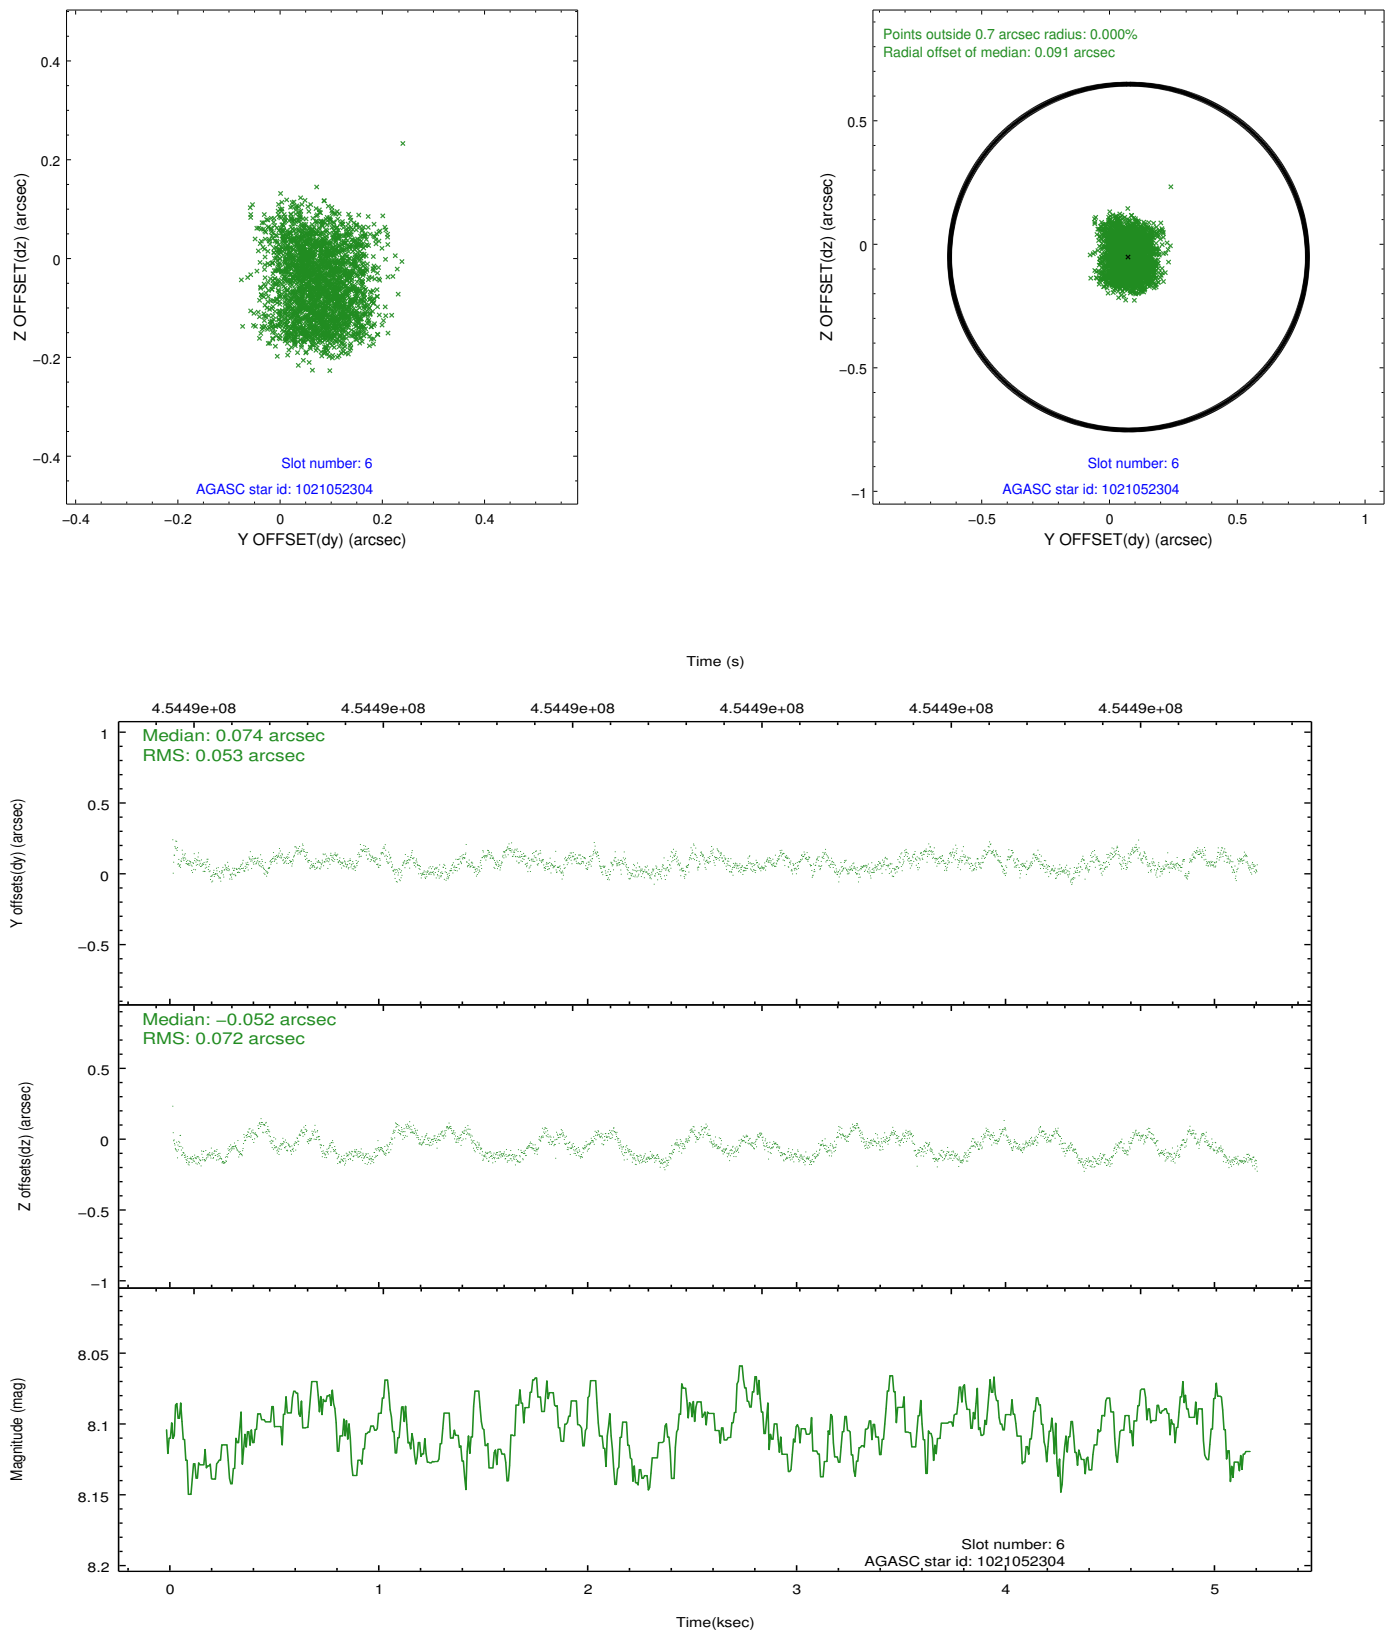 0.4
0.2
0
−0.2
−0.4
Z OFFSET(dz) (arcsec)
Slot number: 6
AGASC star id: 1021052304
−0.4 −0.2 0 0.2 0.4
Y OFFSET(dy) (arcsec)
Points outside 0.7 arcsec radius: 0.000%
Radial offset of median: 0.091 arcsec
0.5
0
−0.5
−1
Z OFFSET(dz) (arcsec)
Slot number: 6
AGASC star id: 1021052304
−0.5 0 0.5 1
Y OFFSET(dy) (arcsec)
Time (s)
4.5449e+08 4.5449e+08 4.5449e+08 4.5449e+08 4.5449e+08 4.5449e+08
Median: 0.074 arcsec
RMS: 0.053 arcsec
1
0.5
0
−0.5
Y offsets(dy) (arcsec)
Median: −0.052 arcsec
RMS: 0.072 arcsec
0.5
0
−0.5
−1
Z offsets(dz) (arcsec)
8.05
8.1
8.15
8.2
Magnitude (mag)
Slot number: 6
AGASC star id: 1021052304
0 1 2 3 4 5
Time(ksec)